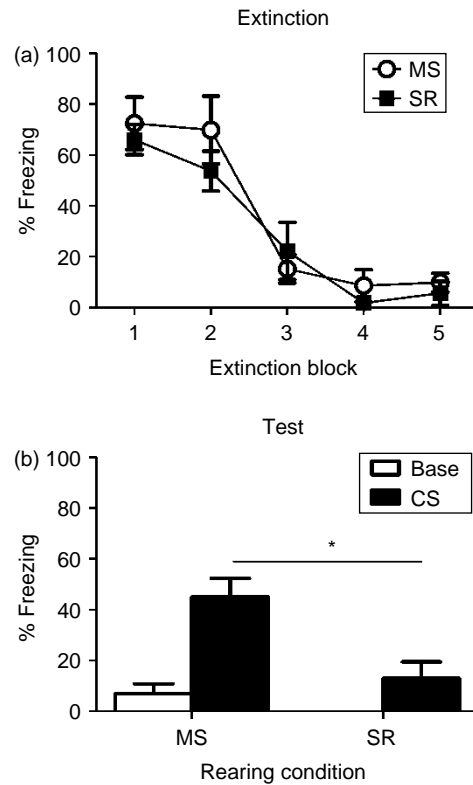 Extinction
(a)
100
80
60
40
20
0
% Freezing
MS
SR
1 2 3 4 5
Extinction block
Test
(b)
100
80
60
40
20
0
% Freezing
Base
CS
*
MS SR
Rearing condition